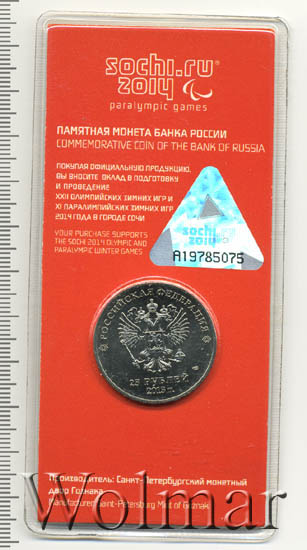 sochi.ru
2014
paralympic games
ПАМЯТНАЯ МОНЕТА БАНКА РОССИИ
COMMEMORATIVE COIN OF THE BANK OF RUSSIA
ПОКУПАЯ ОФИЦИАЛЬНУЮ ПРОДУКЦИЮ,
ВЫ ВНОСИТЕ ВКЛАД В ПОДГОТОВКУ
И ПРОВЕДЕНИЕ
XXII ОЛИМПИЙСКИХ ЗИМНИХ ИГР И
XI ПАРАЛИМПИЙСКИХ ЗИМНИХ ИГР
2014 ГОДА В ГОРОДЕ СОЧИ
YOUR PURCHASE SUPPORTS
THE SOCHI 2014 OLYMPIC AND
PARALYMPIC WINTER GAMES
sochi.ru
2014
A19785075
РОССИЙСКАЯ ФЕДЕРАЦИЯ
25 РУБЛЕЙ
Производитель: Санкт-Петербургский монетный
двор Гознака
Manufacturer: Saint-Petersburg Mint of Goznak
Wolmar